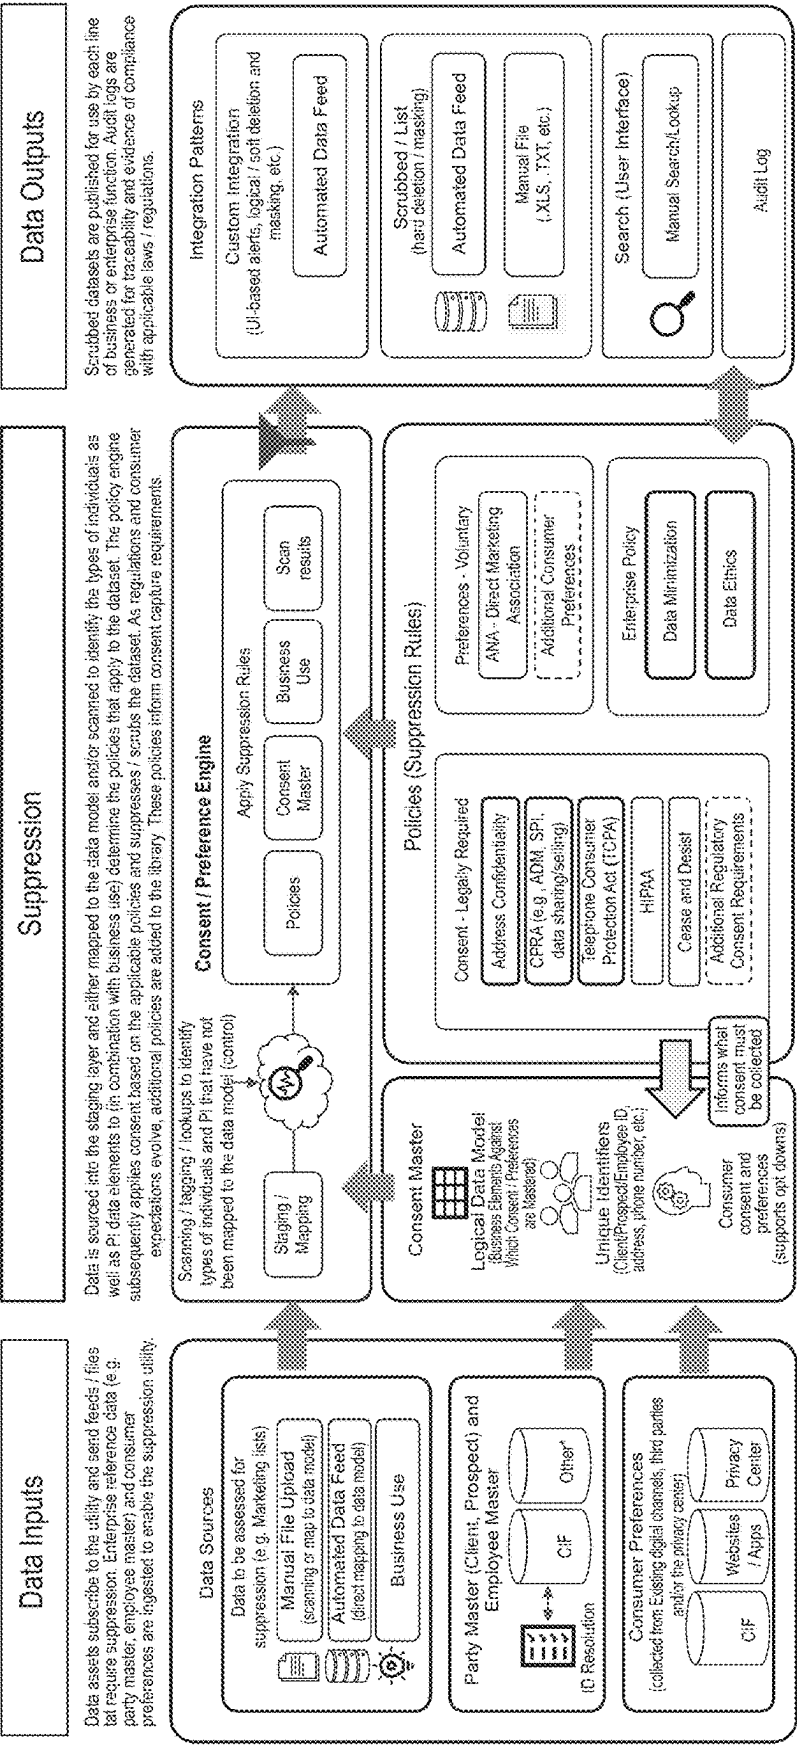 Data Inputs
Data assets subscribe to the utility and send feeds / files
tat require suppression. Enterprise reference data (e.g.
party master, employee master) and consumer
preferences are ingested to enable the suppression utility.
Data Sources
Data to be assessed for
suppression (e.g. Marketing lists)
Manual File Upload
(scanning or map to data model)
Automated Data Feed
(direct mapping to data model)
Business Use
Party Master (Client, Prospect) and
Employee Master
ID Resolution
CIF
Other*
Consumer Preferences
(collected from Existing digital channels, third parties
and/or the privacy center)
CIF
Websites
/ Apps
Privacy
Center
Suppression
Data is sourced into the staging layer and either mapped to the data model and/or scanned to identify the types of individuals as
well as PI data elements to (in combination with business use) determine the policies that apply to the dataset. The policy engine
subsequently applies consent based on the applicable policies and suppresses / scrubs the dataset. As regulations and consumer
expectations evolve, additional policies are added to the library. These policies inform consent capture requirements.
Scanning / tagging / lookups to identify
types of individuals and PI that have not
been mapped to the data model (control)
Staging /
Mapping
Consent / Preference Engine
Apply Suppression Rules
Policies
Consent
Master
Business
Use
Scan
results
Consent Master
Logical Data Model
(Business Elements Against
Which Consent / Preferences
are Mastered)
Unique Identifiers
(Client/Prospect/Employee ID,
address, phone number, etc.)
Consumer
consent and
preferences
(supports opt downs)
Informs what
consent must
be collected
Policies (Suppression Rules)
Consent - Legally Required
Address Confidentiality
CPRA (e.g., ADM, SPI,
data sharing/selling)
Telephone Consumer
Protection Act (TCPA)
HIPAA
Cease and Desist
Additional Regulatory
Consent Requirements
Preferences - Voluntary
ANA - Direct Marketing
Association
Additional Consumer
Preferences
Enterprise Policy
Data Minimization
Data Ethics
Data Outputs
Scrubbed datasets are published for use by each line
of business or enterprise function. Audit logs are
generated for traceability and evidence of compliance
with applicable laws / regulations.
Integration Patterns
Custom Integration
(UI-based alerts, logical / soft deletion and
masking, etc.)
Automated Data Feed
Scrubbed / List
(hard deletion / masking)
Automated Data Feed
Manual File
(.XLS, .TXT, etc.)
Search (User Interface)
Manual Search/Lookup
Audit Log